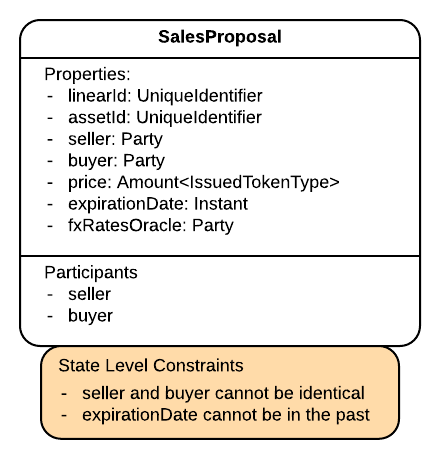 SalesProposal
Properties:
- linearId: UniqueIdentifier
- assetId: UniqueIdentifier
- seller: Party
- buyer: Party
- price: Amount<IssuedTokenType>
- expirationDate: Instant
- fxRatesOracle: Party
Participants
- seller
- buyer
State Level Constraints
- seller and buyer cannot be identical
- expirationDate cannot be in the past